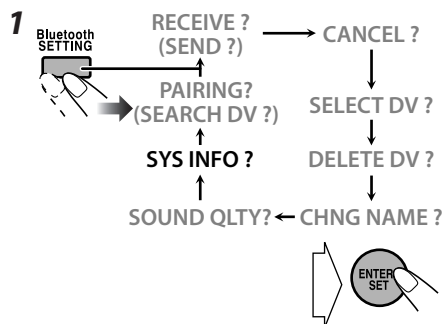 1
Bluetooth
SETTING
RECEIVE ?
(SEND ?)
CANCEL ?
PAIRING?
(SEARCH DV ?)
SELECT DV ?
SYS INFO ?
DELETE DV ?
SOUND QLTY?
CHNG NAME ?
ENTER
SET